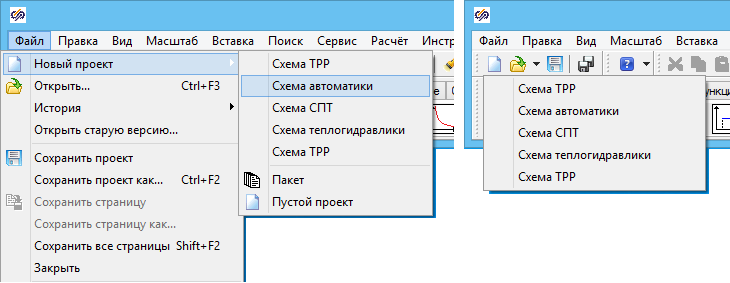 Файл Правка Вид Масштаб Вставка Поиск Сервис Расчёт Инстр
Новый проект
Открыть... Ctrl+F3
История
Открыть старую версию...
Сохранить проект
Сохранить проект как... Ctrl+F2
Сохранить страницу
Сохранить страницу как...
Сохранить все страницы Shift+F2
Закрыть
Схема ТРР
Схема автоматики
Схема СПТ
Схема теплогидравлики
Схема ТРР
Пакет
Пустой проект
Файл Правка Вид Масштаб Вставка
Схема ТРР
Схема автоматики
Схема СПТ
Схема теплогидравлики
Схема ТРР